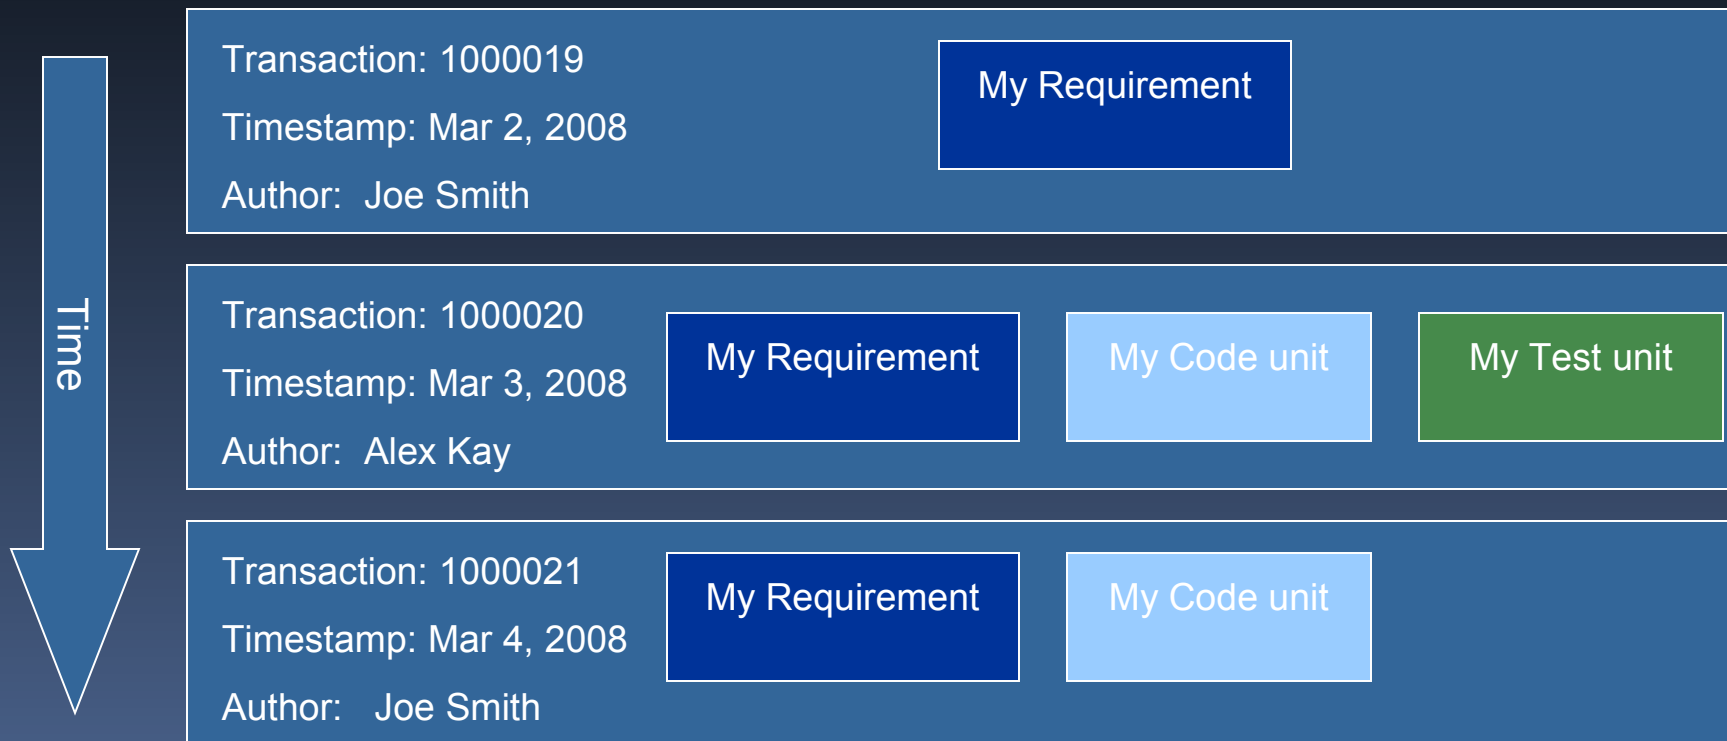 Time
Transaction: 1000019
Timestamp: Mar 2, 2008
Author: Joe Smith
My Requirement
Transaction: 1000020
Timestamp: Mar 3, 2008
Author: Alex Kay
My Requirement
My Code unit
My Test unit
Transaction: 1000021
Timestamp: Mar 4, 2008
Author: Joe Smith
My Requirement
My Code unit